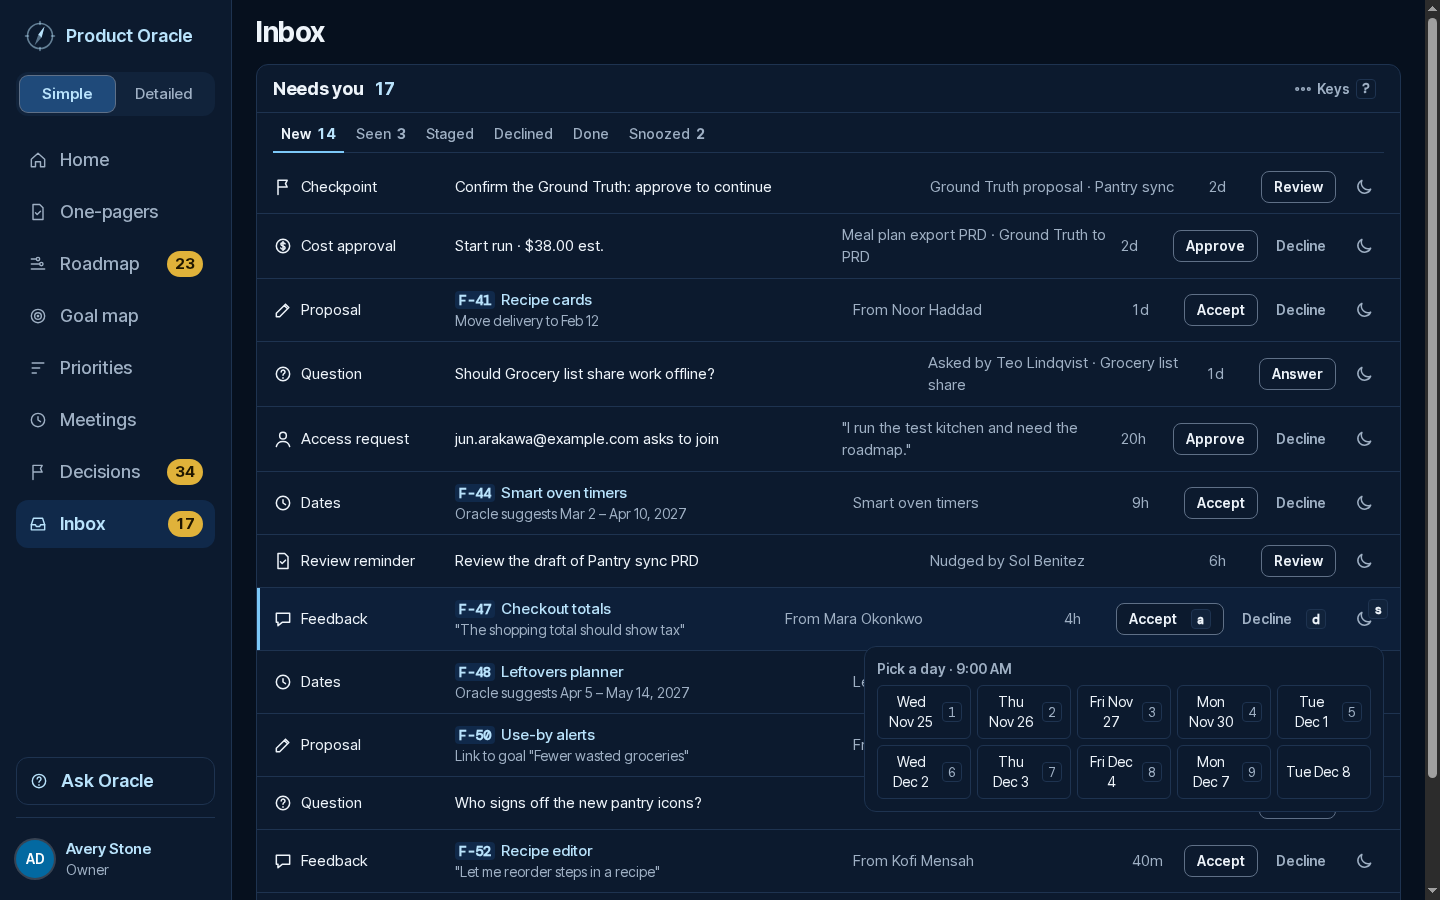 Product Oracle
Simple
Detailed
Home
One-pagers
Roadmap 23
Goal map
Priorities
Meetings
Decisions 34
Inbox 17
Ask Oracle
AD
Avery Stone
Owner
Inbox
Needs you 17
Keys ?
New 14 Seen 3 Staged Declined Done Snoozed 2
Checkpoint Confirm the Ground Truth: approve to continue Ground Truth proposal · Pantry sync 2d Review
Cost approval Start run · $38.00 est. Meal plan export PRD · Ground Truth to
PRD
2d Approve Decline
Proposal F-41 Recipe cards
Move delivery to Feb 12
From Noor Haddad 1d Accept Decline
Question Should Grocery list share work offline? Asked by Teo Lindqvist · Grocery list
share
1d Answer
Access request jun.arakawa@example.com asks to join "I run the test kitchen and need the
roadmap."
20h Approve Decline
Dates F-44 Smart oven timers
Oracle suggests Mar 2 – Apr 10, 2027
Smart oven timers 9h Accept Decline
Review reminder Review the draft of Pantry sync PRD Nudged by Sol Benitez 6h Review
Feedback F-47 Checkout totals
"The shopping total should show tax"
From Mara Okonkwo 4h Accept a Decline d s
Dates F-48 Leftovers planner
Oracle suggests Apr 5 – May 14, 2027
Le
Proposal F-50 Use-by alerts
Link to goal "Fewer wasted groceries"
Fr
Question Who signs off the new pantry icons?
Feedback F-52 Recipe editor
"Let me reorder steps in a recipe"
From Kofi Mensah 40m Accept Decline
Pick a day · 9:00 AM
Wed
Nov 25
1
Thu
Nov 26
2
Fri Nov
27
3
Mon
Nov 30
4
Tue
Dec 1
5
Wed
Dec 2
6
Thu
Dec 3
7
Fri Dec
4
8
Mon
Dec 7
9
Tue Dec 8